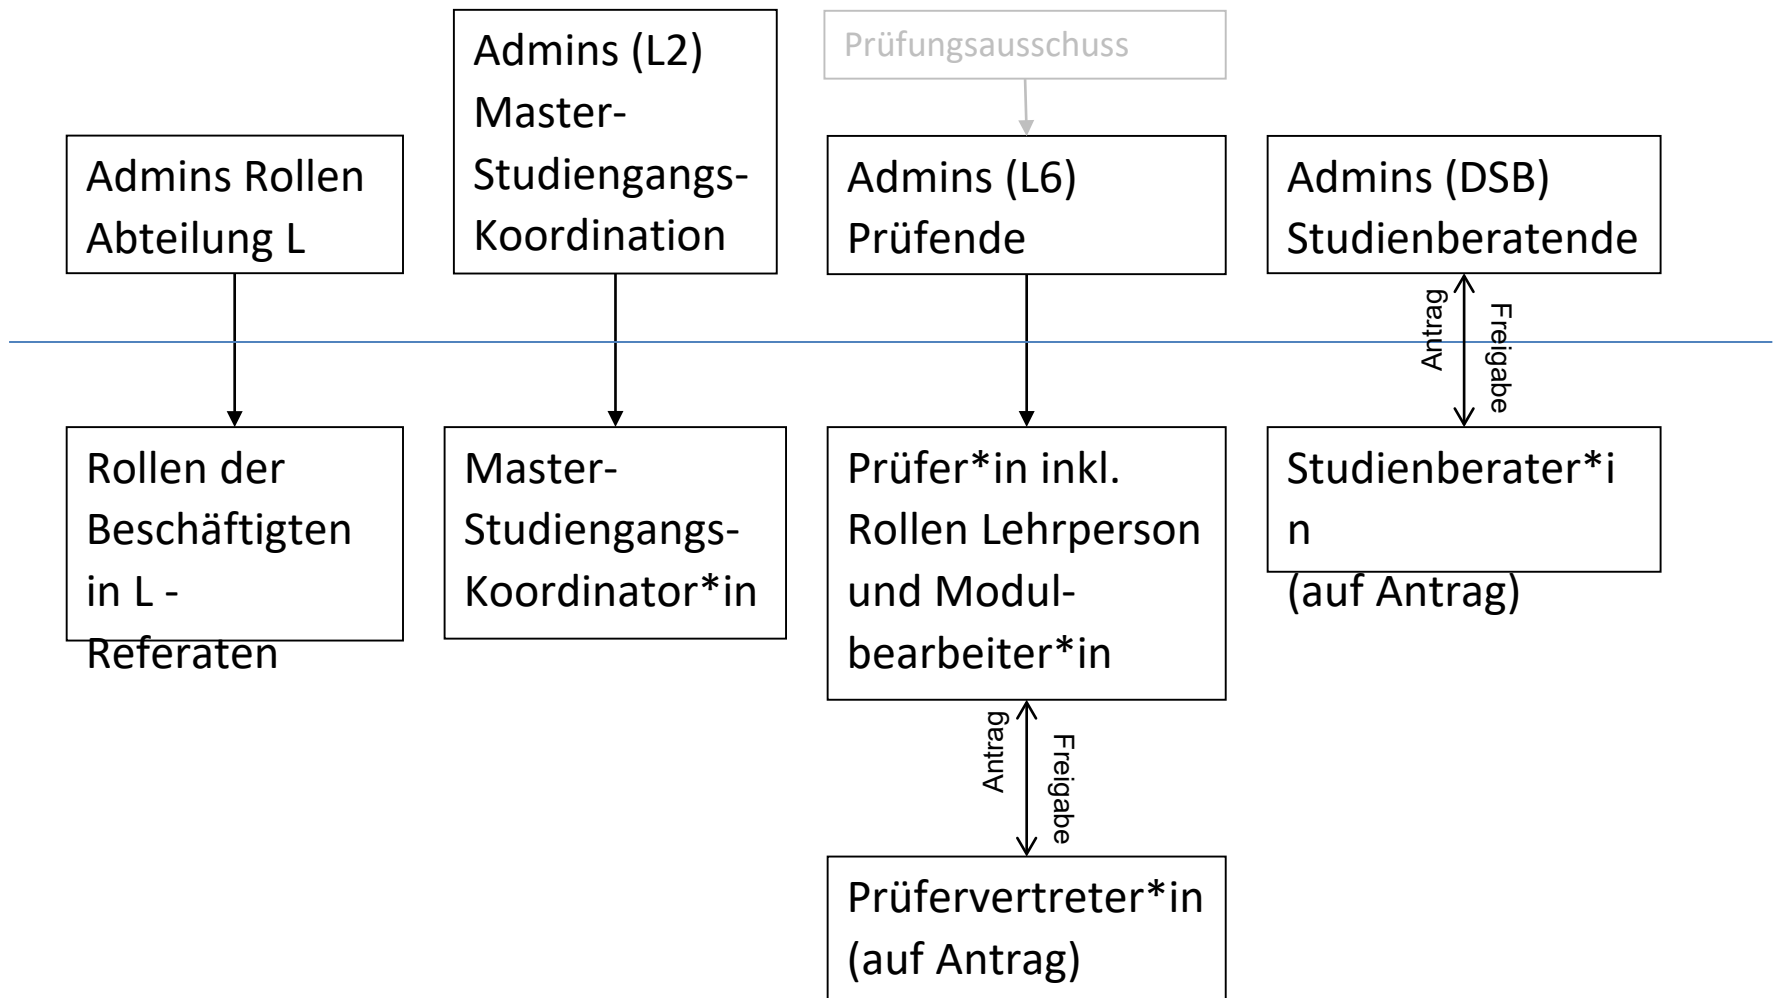 Admins (L2)
Master-
Studiengangs-
Koordination
Prüfungsausschuss
Admins Rollen
Abteilung L
Admins (L6)
Prüfende
Admins (DSB)
Studienberatende
Antrag
Freigabe
Rollen der
Beschäftigten
in L -
Referaten
Master-
Studiengangs-
Koordinator*in
Prüfer*in inkl.
Rollen Lehrperson
und Modul-
bearbeiter*in
Studienberater*i
n
(auf Antrag)
Antrag
Freigabe
Prüfervertreter*in
(auf Antrag)